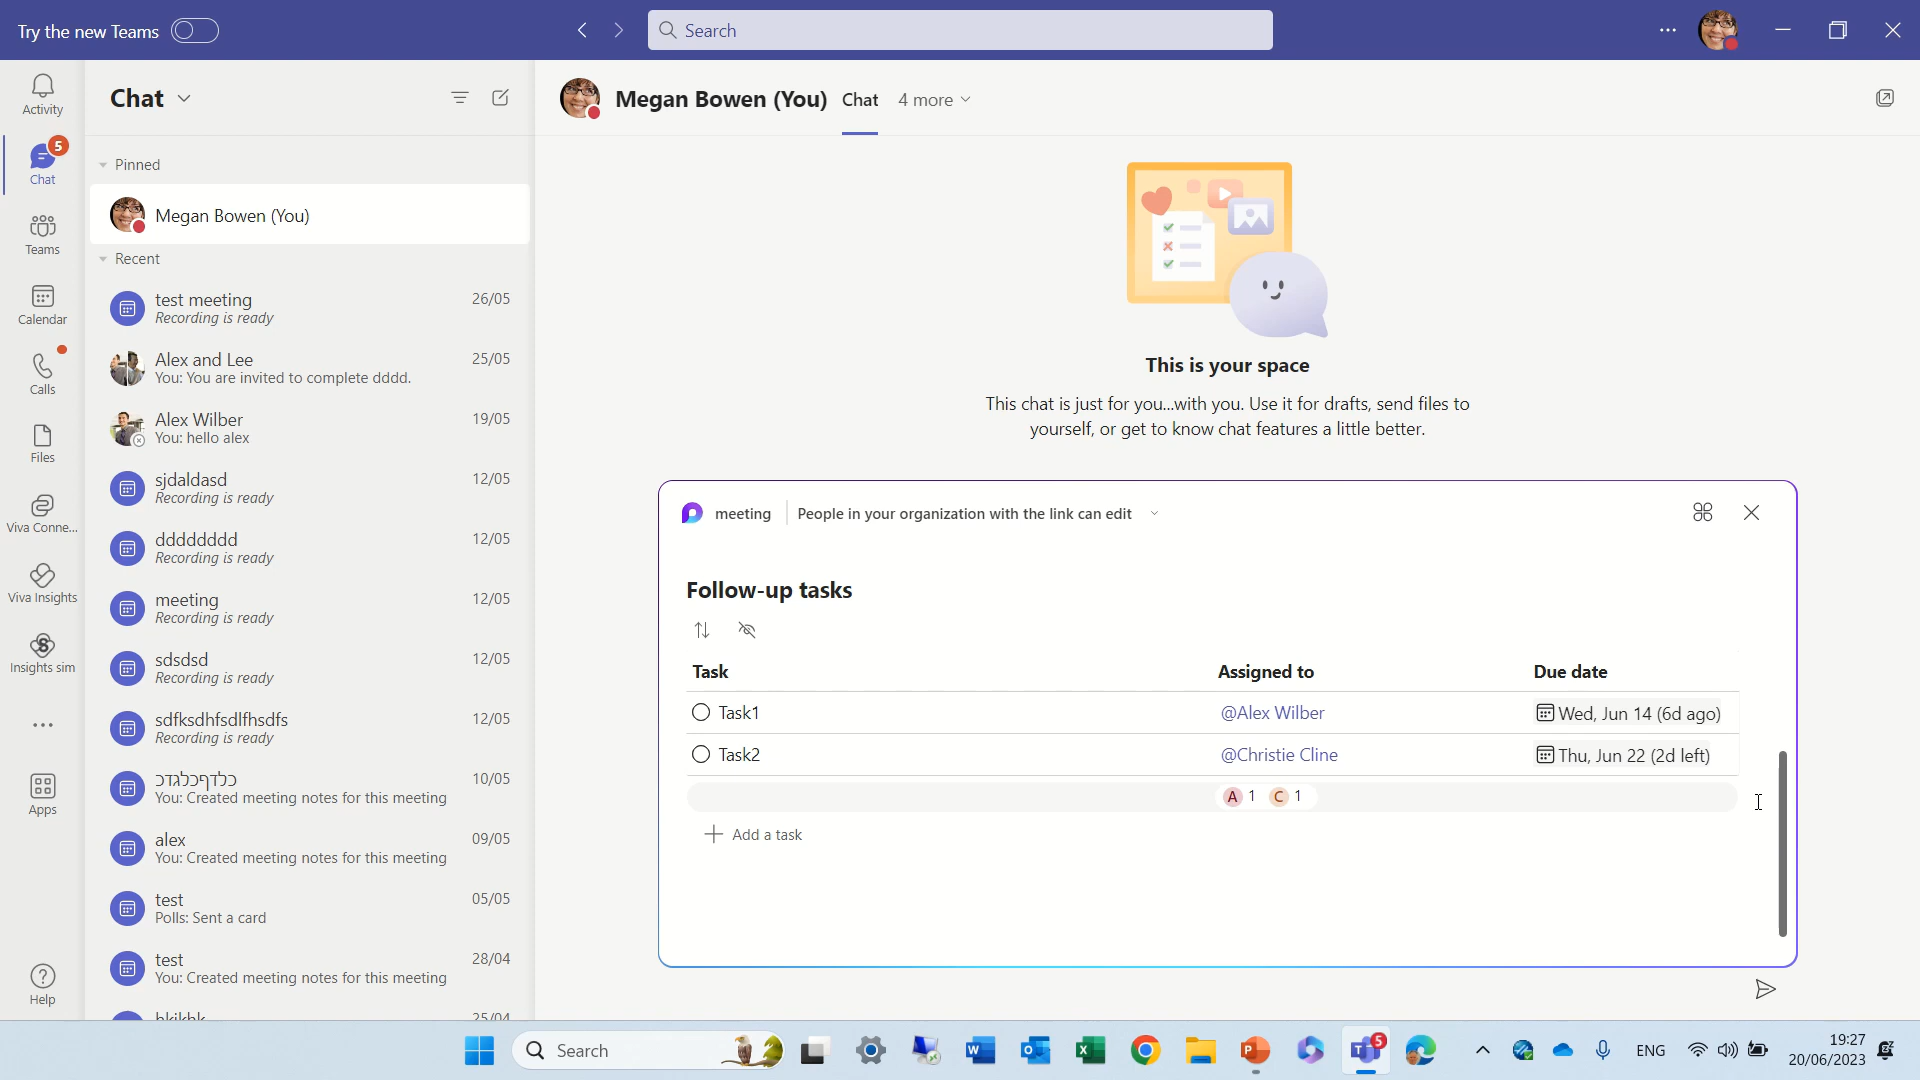 Try the new Teams
Search
Activity
Chat
5
Teams
Calendar
Calls
Files
Viva Conne...
Viva Insights
Insights sim
Apps
Help
Chat
Pinned
Megan Bowen (You)
Recent
test meeting 26/05
Recording is ready
Alex and Lee 25/05
You: You are invited to complete dddd.
Alex Wilber 19/05
You: hello alex
sjdaldasd 12/05
Recording is ready
dddddddd 12/05
Recording is ready
meeting 12/05
Recording is ready
sdsdsd 12/05
Recording is ready
sdfksdhfsdlfhsdfs 12/05
Recording is ready
כלדףכלגדכ 10/05
You: Created meeting notes for this meeting
alex 09/05
You: Created meeting notes for this meeting
test 05/05
Polls: Sent a card
test 28/04
You: Created meeting notes for this meeting
25/04
Megan Bowen (You) Chat 4 more
This is your space
This chat is just for you...with you. Use it for drafts, send files to
yourself, or get to know chat features a little better.
meeting People in your organization with the link can edit
Follow-up tasks
Task Assigned to Due date
Task1 @Alex Wilber Wed, Jun 14 (6d ago)
Task2 @Christie Cline Thu, Jun 22 (2d left)
A 1 C 1
Add a task
Search
5
ENG
19:27
20/06/2023